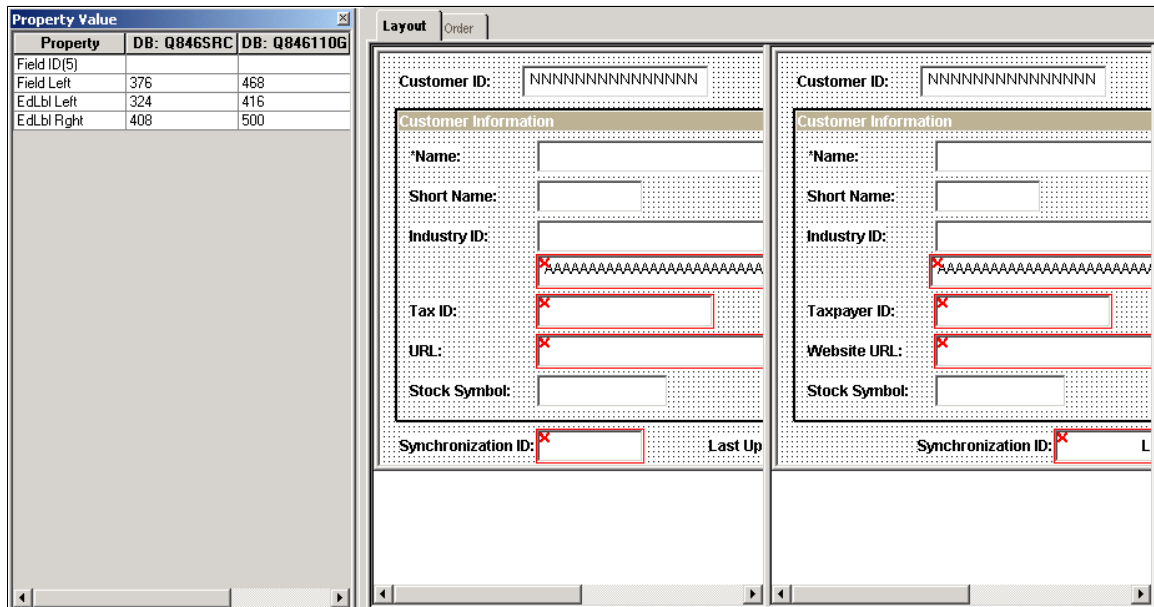 Property Value
Property DB: Q846SRC DB: Q846110G
Field ID(5)
Field Left 376 468
EdLbl Left 324 416
EdLbl Rght 408 500
Layout Order
Customer ID: NNNNNNNNNNNNNNN
Customer Information
*Name:
Short Name:
Industry ID:
AAAAAAAAAAAAAAAAAAAAAAAA
Tax ID:
URL:
Stock Symbol:
Synchronization ID: Last Up
Customer ID: NNNNNNNNNNNNNNN
Customer Information
*Name:
Short Name:
Industry ID:
AAAAAAAAAAAAAAAAAAAAAAAA
Taxpayer ID:
Website URL:
Stock Symbol:
Synchronization ID: L